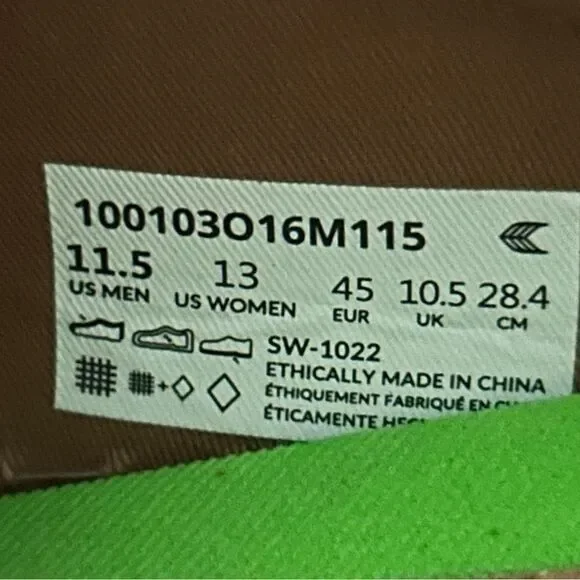 100103O16M115
11.5 13 45 10.5 28.4
US MEN US WOMEN EUR UK CM
SW-1022
ETHICALLY MADE IN CHINA
ÉTHIQUEMENT FABRIQUÉ EN
ÉTICAMENTE